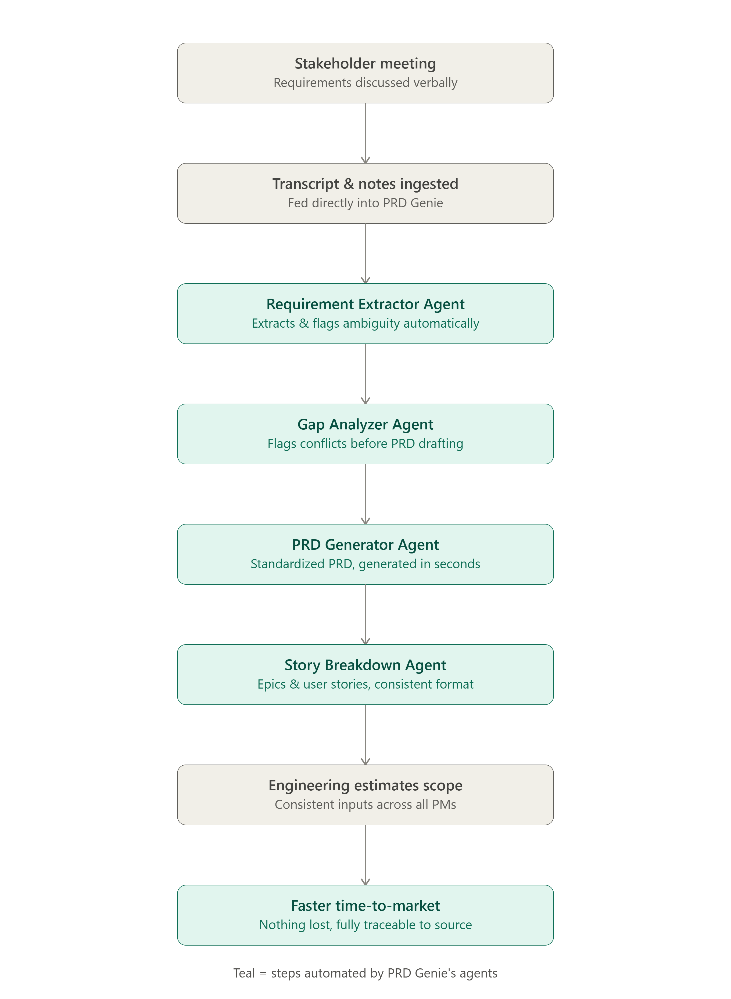 Stakeholder meeting
Requirements discussed verbally
Transcript & notes ingested
Fed directly into PRD Genie
Requirement Extractor Agent
Extracts & flags ambiguity automatically
Gap Analyzer Agent
Flags conflicts before PRD drafting
PRD Generator Agent
Standardized PRD, generated in seconds
Story Breakdown Agent
Epics & user stories, consistent format
Engineering estimates scope
Consistent inputs across all PMs
Faster time-to-market
Nothing lost, fully traceable to source
Teal = steps automated by PRD Genie's agents